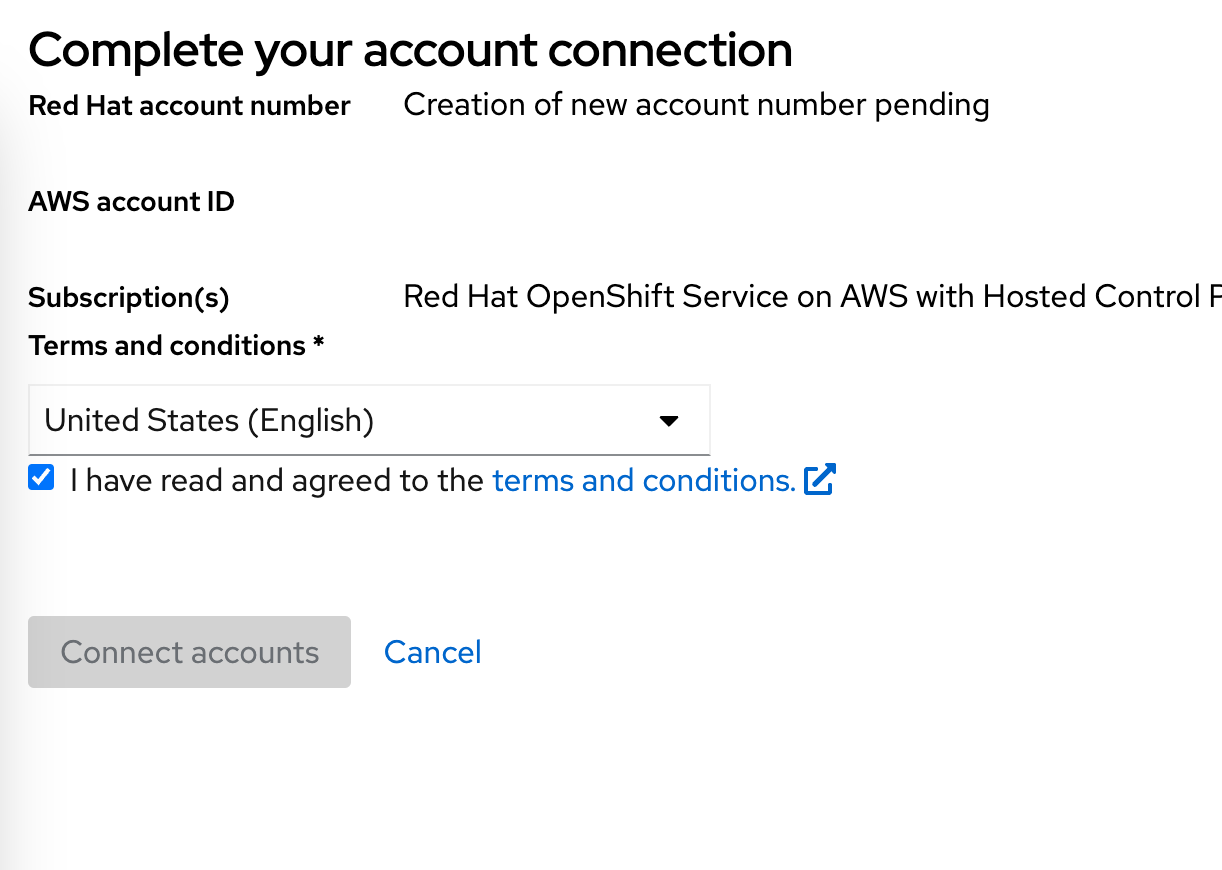 Complete your account connection
Red Hat account number Creation of new account number pending
AWS account ID
Subscription(s) Red Hat OpenShift Service on AWS with Hosted Control
Terms and conditions *
United States (English)
I have read and agreed to the terms and conditions.
Connect accounts Cancel